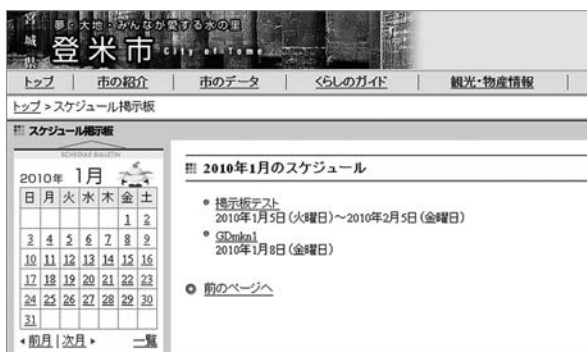 宮城県
夢・大地・みんなが愛する水の里
登米市 City of Tome
トップ | 市の紹介 | 市のデータ | くらしのガイド | 観光・物産情報 |
トップ > スケジュール掲示板
スケジュール掲示板
SCHEDULE BULLETIN
2010年 1月
日 月 火 水 木 金 土
1 2
3 4 5 6 7 8 9
10 11 12 13 14 15 16
17 18 19 20 21 22 23
24 25 26 27 28 29 30
31
前月 | 次月 一覧
2010年1月のスケジュール
掲示板テスト
2010年1月5日(火曜日)～2010年2月5日(金曜日)
GDmkn1
2010年1月8日(金曜日)
前のページへ